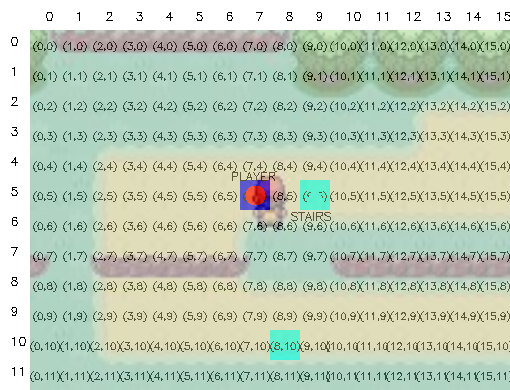 0 1 2 3 4 5 6 7 8 9 10 11 12 13 14 15
0 (0,0) (1,0) (2,0) (3,0) (4,0) (5,0) (6,0) (7,0) (8,0) (9,0) (10,0) (11,0) (12,0) (13,0) (14,0) (15,0)
1 (0,1) (1,1) (2,1) (3,1) (4,1) (5,1) (6,1) (7,1) (8,1) (9,1) (10,1) (11,1) (12,1) (13,1) (14,1) (15,1)
2 (0,2) (1,2) (2,2) (3,2) (4,2) (5,2) (6,2) (7,2) (8,2) (9,2) (10,2) (11,2) (12,2) (13,2) (14,2) (15,2)
3 (0,3) (1,3) (2,3) (3,3) (4,3) (5,3) (6,3) (7,3) (8,3) (9,3) (10,3) (11,3) (12,3) (13,3) (14,3) (15,3)
4 (0,4) (1,4) (2,4) (3,4) (4,4) (5,4) (6,4) (7,4) (8,4) (9,4) (10,4) (11,4) (12,4) (13,4) (14,4) (15,4)
PLAYER
5 (0,5) (1,5) (2,5) (3,5) (4,5) (5,5) (6,5) (8,5) (10,5) (11,5) (12,5) (13,5) (14,5) (15,5)
STAIRS
6 (0,6) (1,6) (2,6) (3,6) (4,6) (5,6) (6,6) (7,6) (8,6) (9,6) (10,6) (11,6) (12,6) (13,6) (14,6) (15,6)
7 (0,7) (1,7) (2,7) (3,7) (4,7) (5,7) (6,7) (7,7) (8,7) (9,7) (10,7) (11,7) (12,7) (13,7) (14,7) (15,7)
8 (0,8) (1,8) (2,8) (3,8) (4,8) (5,8) (6,8) (7,8) (8,8) (9,8) (10,8) (11,8) (12,8) (13,8) (14,8) (15,8)
9 (0,9) (1,9) (2,9) (3,9) (4,9) (5,9) (6,9) (7,9) (8,9) (9,9) (10,9) (11,9) (12,9) (13,9) (14,9) (15,9)
10 (0,10) (1,10) (2,10) (3,10) (4,10) (5,10) (6,10) (7,10) (8,10) (9,10) (10,10) (11,10) (12,10) (13,10) (14,10) (15,10)
11 (0,11) (1,11) (2,11) (3,11) (4,11) (5,11) (6,11) (7,11) (8,11) (9,11) (10,11) (11,11) (12,11) (13,11) (14,11) (15,11)